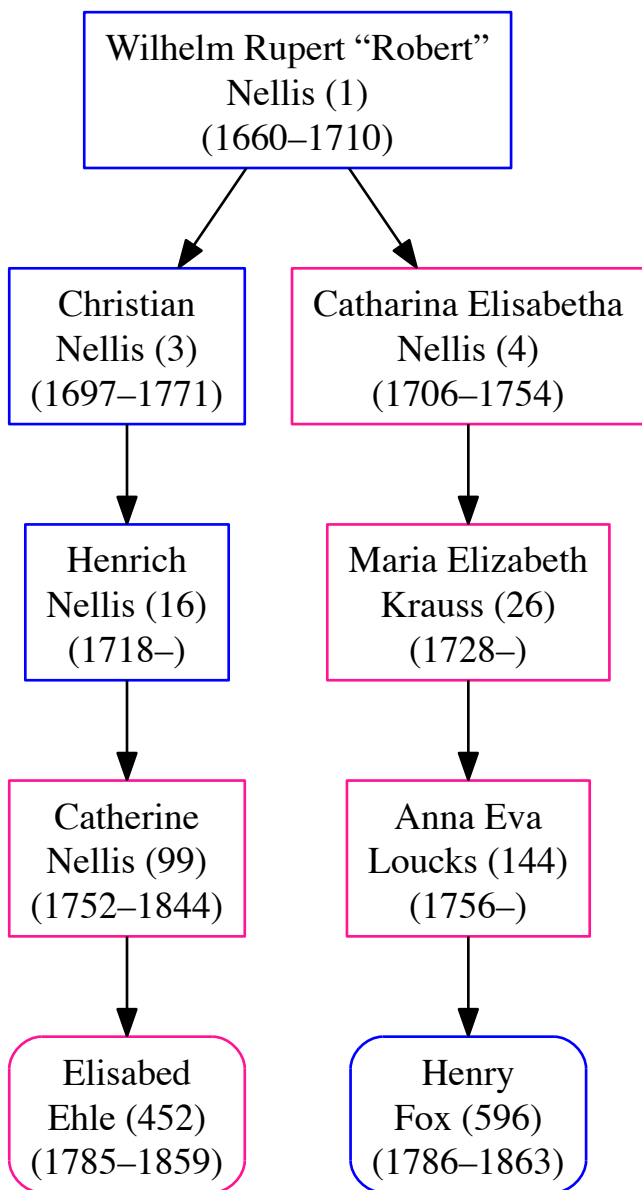 Wilhelm Rupert “Robert”
Nellis (1)
(1660–1710)
Christian
Nellis (3)
(1697–1771)
Catharina Elisabetha
Nellis (4)
(1706–1754)
Henrich
Nellis (16)
(1718–)
Maria Elizabeth
Krauss (26)
(1728–)
Catherine
Nellis (99)
(1752–1844)
Anna Eva
Loucks (144)
(1756–)
Elisabed
Ehle (452)
(1785–1859)
Henry
Fox (596)
(1786–1863)